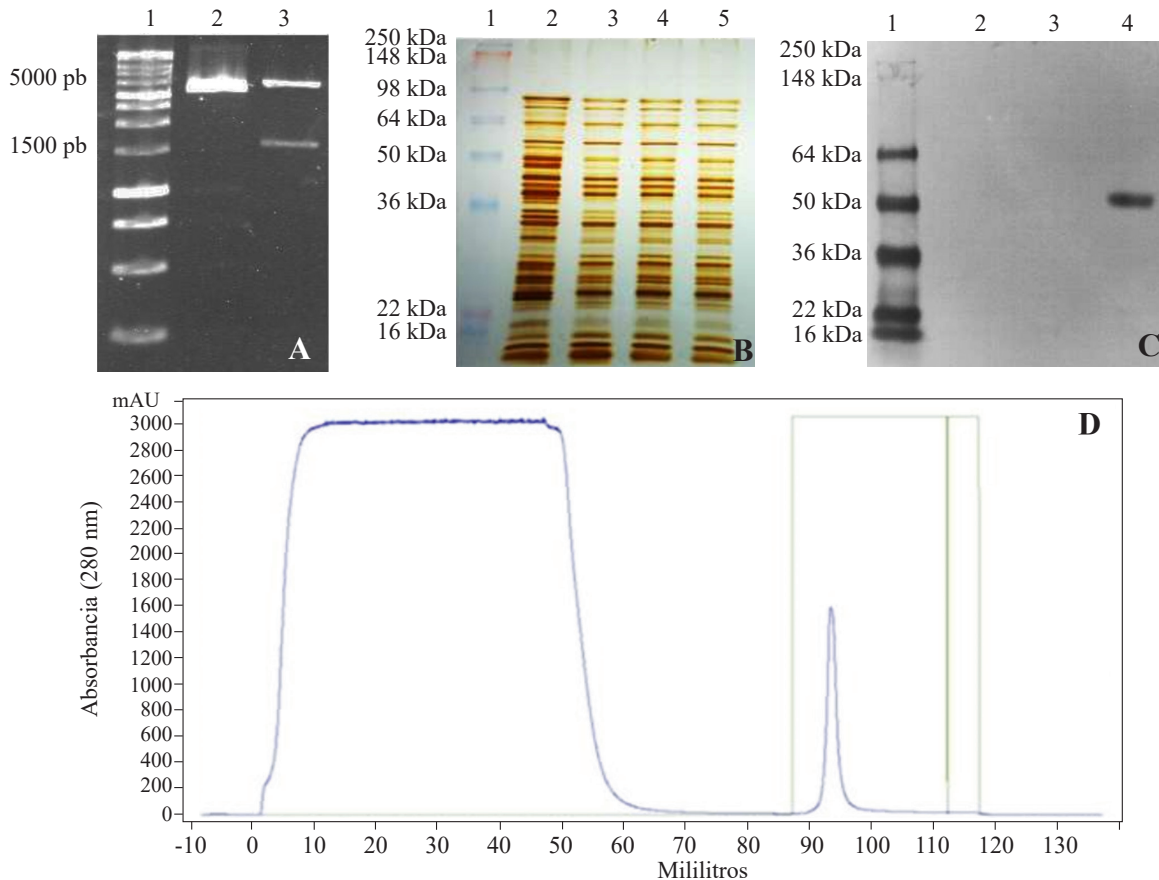 1 2 3
5000 pb
1500 pb
A
1 2 3 4 5
250 kDa
148 kDa
98 kDa
64 kDa
50 kDa
36 kDa
22 kDa
16 kDa
B
1 2 3 4
250 kDa
148 kDa
64 kDa
50 kDa
36 kDa
22 kDa
16 kDa
C
mAU
D
3000
2800
2600
2400
2200
2000
1800
1600
1400
1200
1000
800
600
400
200
0
Absorbancia (280 nm)
-10 0 10 20 30 40 50 60 70 80 90 100 110 120 130
Mililitros